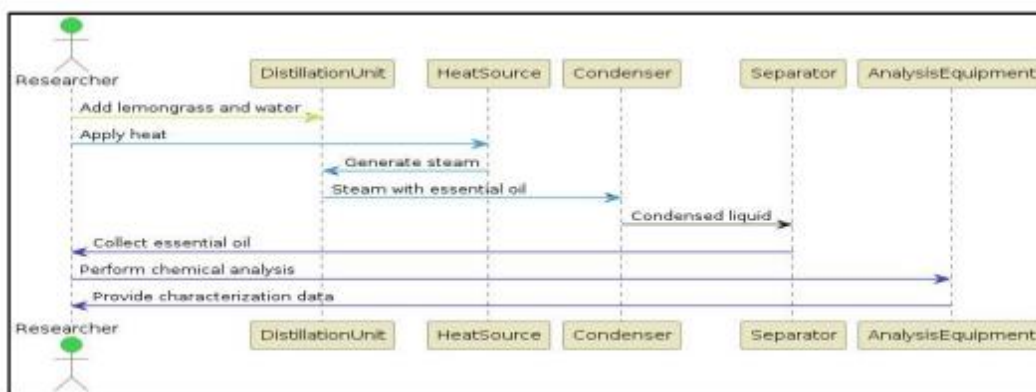 Researcher
DistillationUnit
HeatSource
Condenser
Separator
AnalysisEquipment
Add lemongrass and water
Apply heat
Generate steam
Steam with essential oil
Condensed liquid
Collect essential oil
Perform chemical analysis
Provide characterization data
Researcher
DistillationUnit
HeatSource
Condenser
Separator
AnalysisEquipment